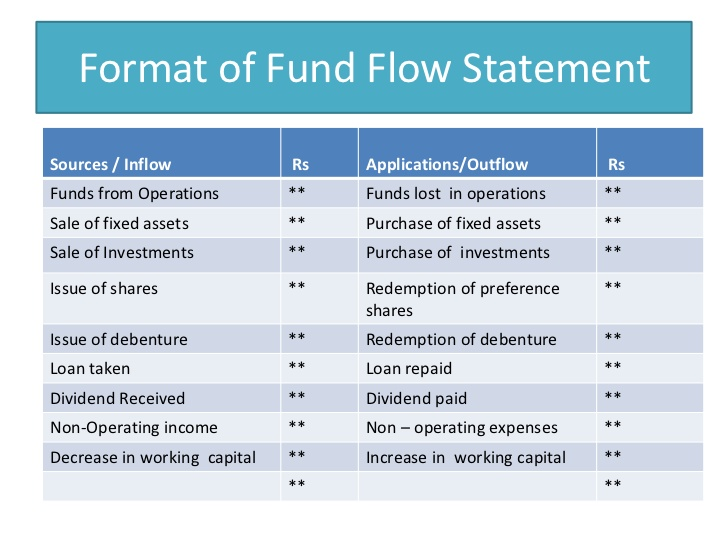 Format of Fund Flow Statement
Sources / Inflow Rs Applications/Outflow Rs
Funds from Operations ** Funds lost in operations **
Sale of fixed assets ** Purchase of fixed assets **
Sale of Investments ** Purchase of investments **
Issue of shares ** Redemption of preference **
shares
Issue of debenture ** Redemption of debenture **
Loan taken ** Loan repaid **
Dividend Received ** Dividend paid **
Non-Operating income ** Non – operating expenses **
Decrease in working capital ** Increase in working capital **
** **